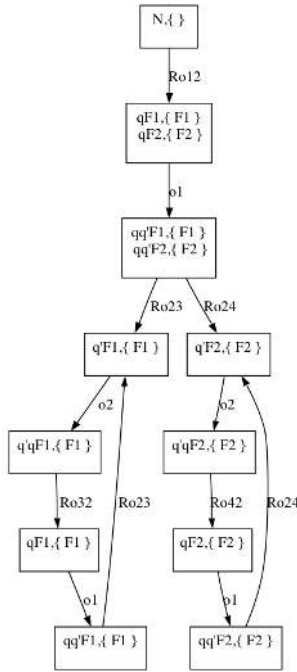 N,{ }
Ro12
qF1,{ F1 }
qF2,{ F2 }
o1
qq'F1,{ F1 }
qq'F2,{ F2 }
Ro23 Ro24
q'F1,{ F1 } q'F2,{ F2 }
o2 o2
q'qF1,{ F1 } q'qF2,{ F2 }
Ro32 Ro23 Ro42 Ro24
qF1,{ F1 } qF2,{ F2 }
o1 o1
qq'F1,{ F1 } qq'F2,{ F2 }